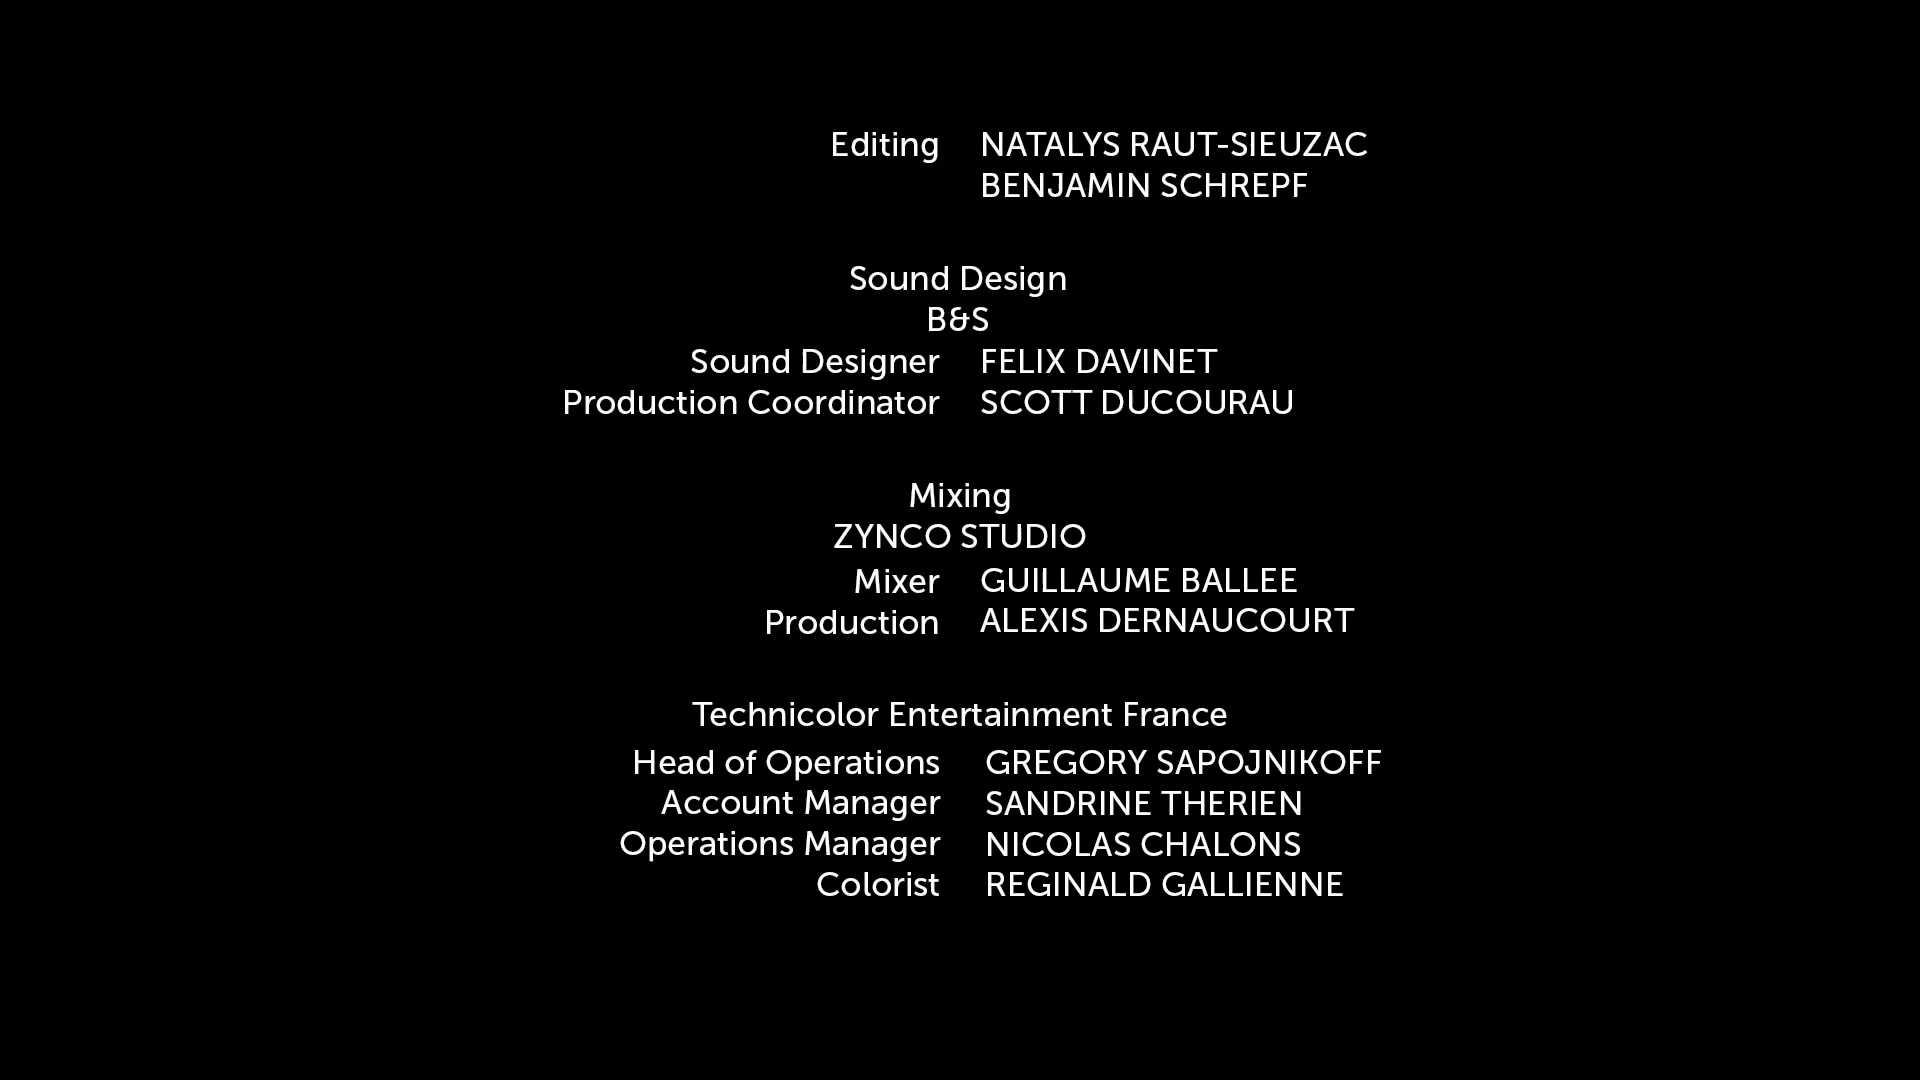 Editing NATALYS RAUT-SIEUZAC
BENJAMIN SCHREPF
Sound Design
B&S
Sound Designer FELIX DAVINET
Production Coordinator SCOTT DUCOURAU
Mixing
ZYNCO STUDIO
Mixer GUILLAUME BALLEE
Production ALEXIS DERNAUCOURT
Technicolor Entertainment France
Head of Operations GREGORY SAPOJNIKOFF
Account Manager SANDRINE THERIEN
Operations Manager NICOLAS CHALONS
Colorist REGINALD GALLIENNE